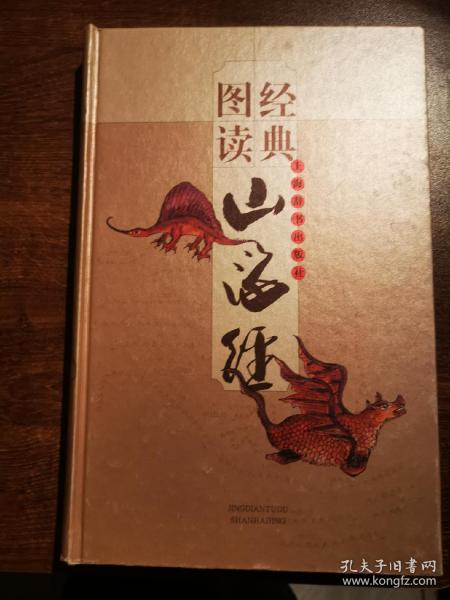 经典
图读
山海经
上海辞书出版社
JINGDIANTUDU
SHANHAIJING
孔夫子旧书网
www.kongfz.com